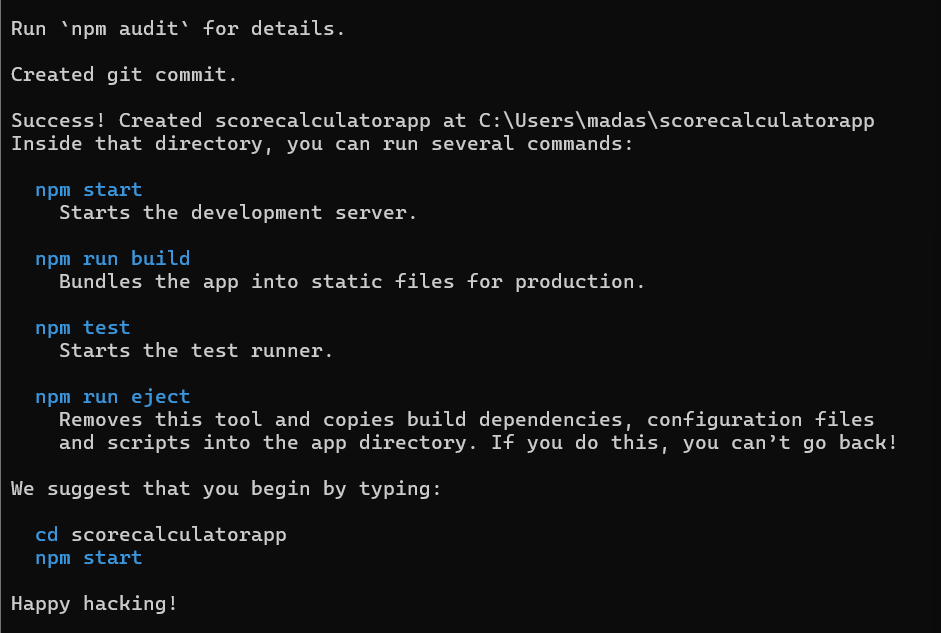 Run `npm audit` for details.
Created git commit.
Success! Created scorecalculatorapp at C:\Users\madas\scorecalculatorapp
Inside that directory, you can run several commands:
npm start
Starts the development server.
npm run build
Bundles the app into static files for production.
npm test
Starts the test runner.
npm run eject
Removes this tool and copies build dependencies, configuration files
and scripts into the app directory. If you do this, you can’t go back!
We suggest that you begin by typing:
cd scorecalculatorapp
npm start
Happy hacking!